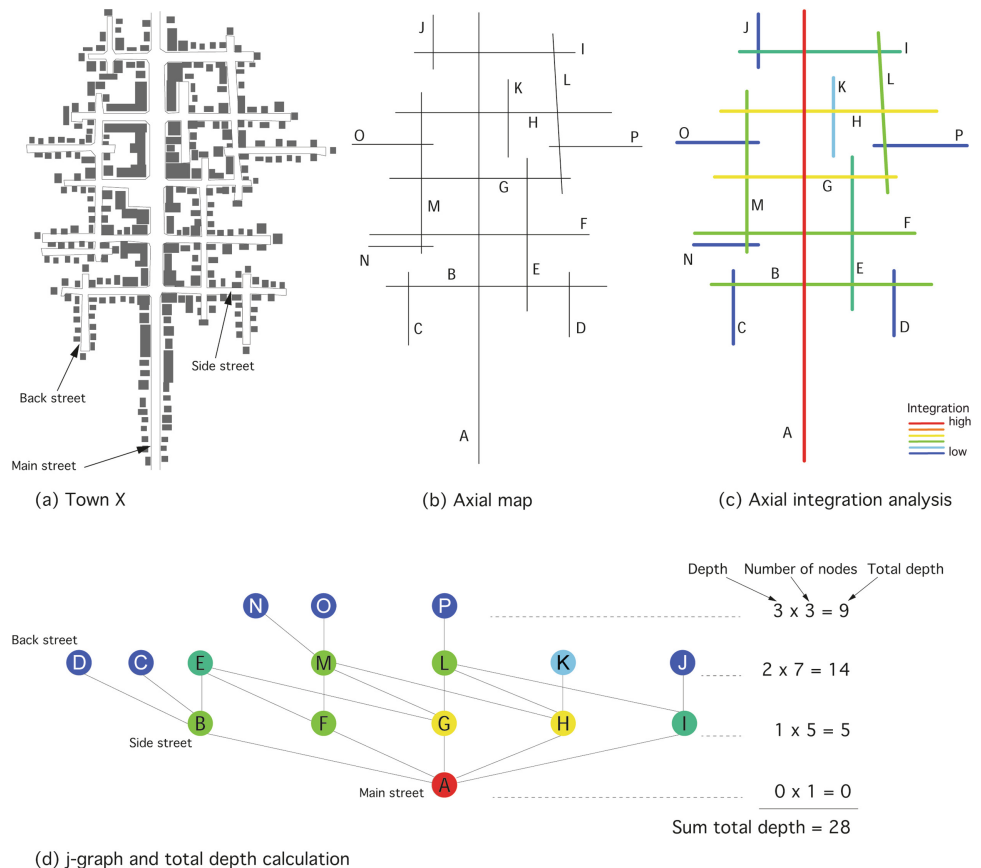 Back street
Side street
Main street
(a) Town X
J
I
L
K
H
O
P
G
M
F
N
B
E
C
D
A
(b) Axial map
J
I
L
K
H
O
P
G
M
F
N
B
E
C
D
A
Integration
high
low
(c) Axial integration analysis
Depth Number of nodes Total depth
N O P
3 x 3 = 9
Back street
D C E M L K J
2 x 7 = 14
B F G H I
Side street
1 x 5 = 5
Main street
A
0 x 1 = 0
Sum total depth = 28
(d) j-graph and total depth calculation